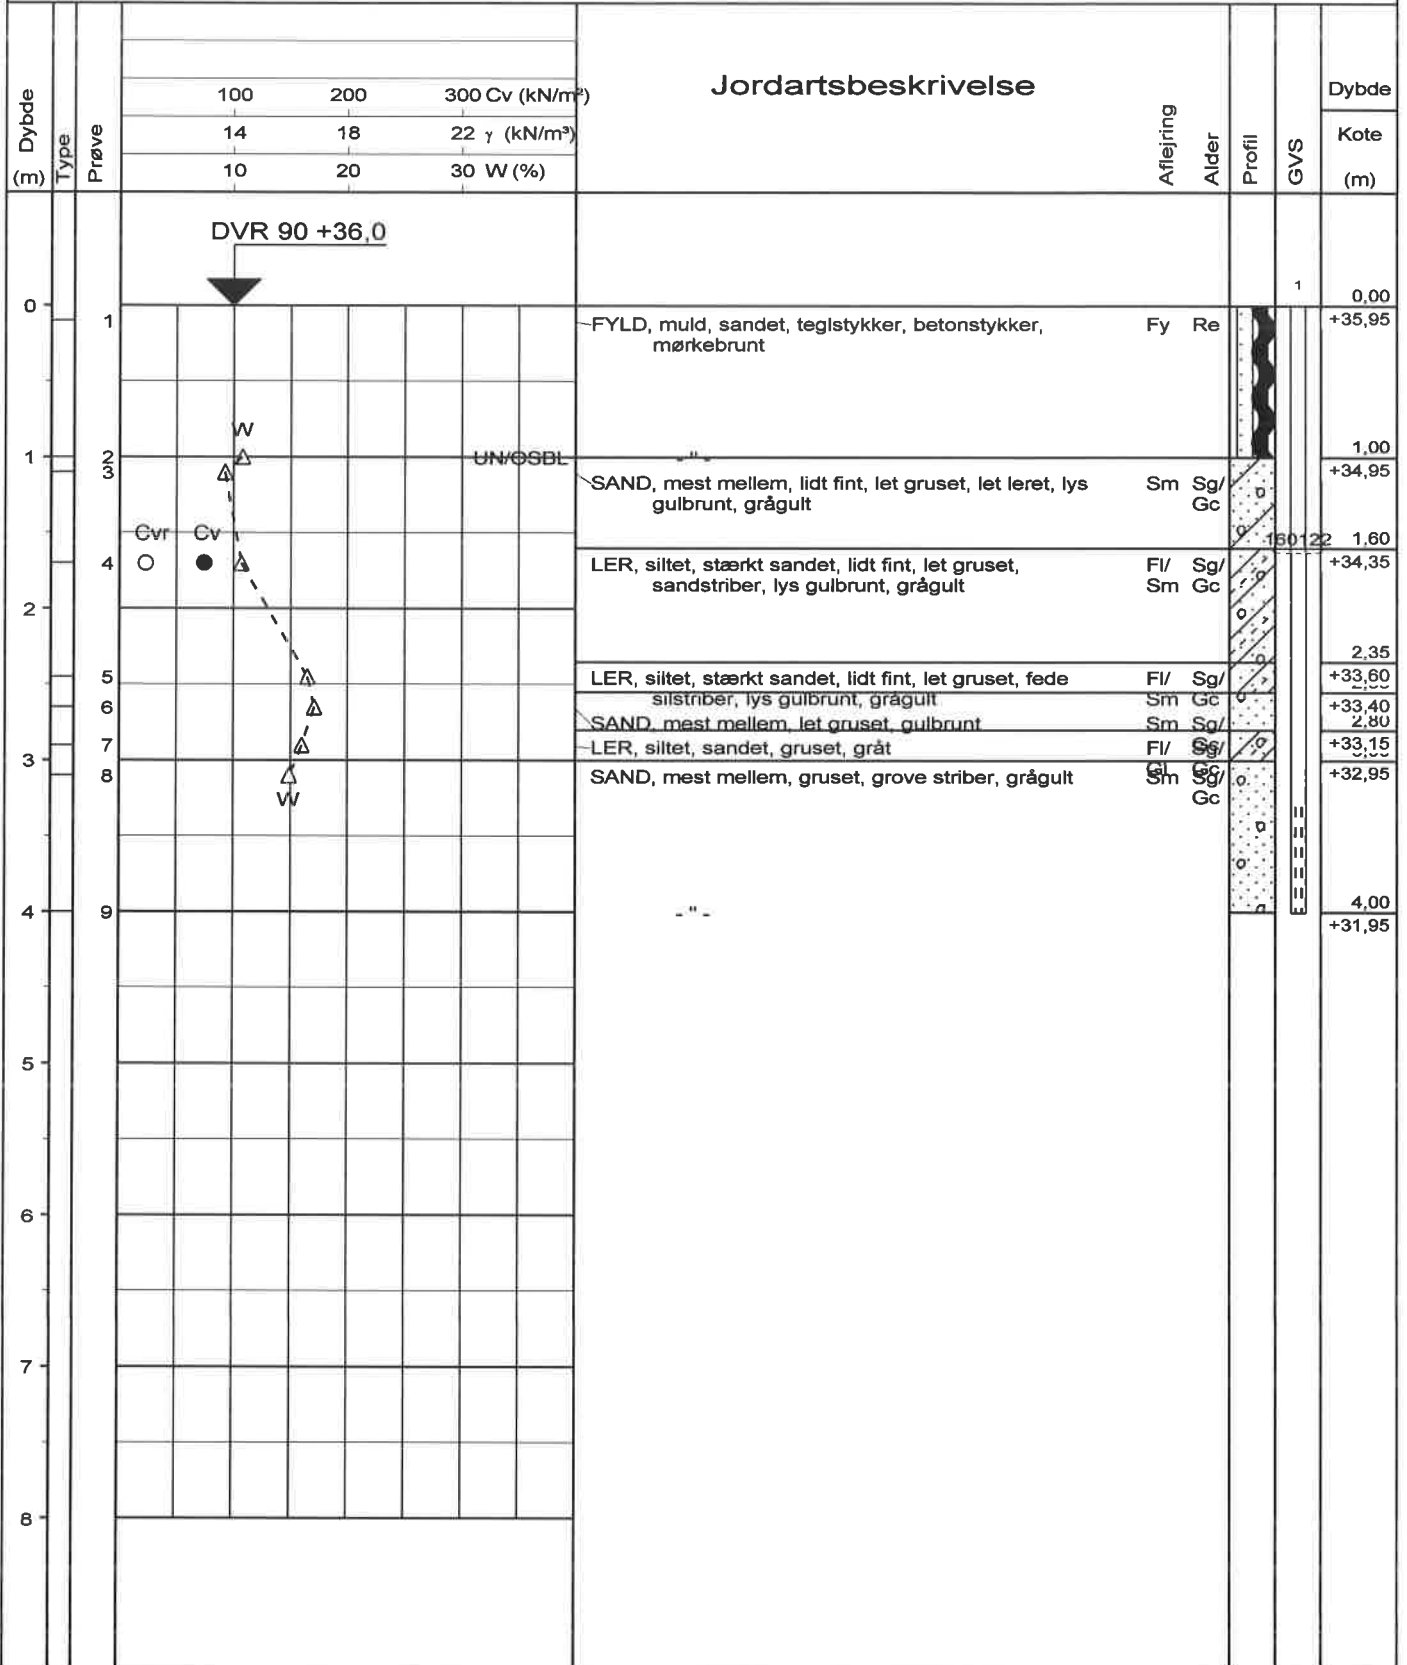 Dybde
(m)
Type
Prøve
100 200 300 Cv (kN/m²)
14 18 22 γ (kN/m³)
10 20 30 W (%)
Jordartsbeskrivelse
Aflejring
Alder
Profil
GVS
Dybde
Kote
(m)
DVR 90 +36,0
1
0
0,00
1
FYLD, muld, sandet, teglstykker, betonstykker, Fy Re
mørkebrunt
+35,95
W
1
2
UN/OSBL
- " -
1,00
3
SAND, mest mellem, lidt fint, let gruset, let leret, lys Sm Sg/
gulbrunt, grågult Gc
+34,95
Cvr Cv
160122
1,60
4
LER, siltet, stærkt sandet, lidt fint, let gruset, Fl/ Sg/
sandstriber, lys gulbrunt, grågult Sm Gc
+34,35
2
2,35
5
LER, siltet, stærkt sandet, lidt fint, let gruset, fede Fl/ Sg/
silstriber, lys gulbrunt, grågult Sm Gc
+33,60
6
+33,40
SAND, mest mellem, let gruset, gulbrunt Sm Sg/
2,80
7
LER, siltet, sandet, gruset, gråt Fl/ Sg/
Gl Gc
+33,15
3
8
SAND, mest mellem, gruset, grove striber, grågult Sm Sg/
Gc
+32,95
W
4
9
- " -
4,00
+31,95
5
6
7
8